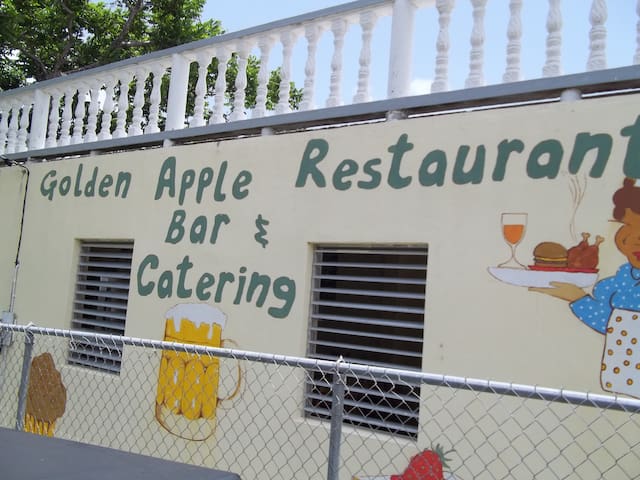 Golden Apple Restaurant
Bar &
Catering